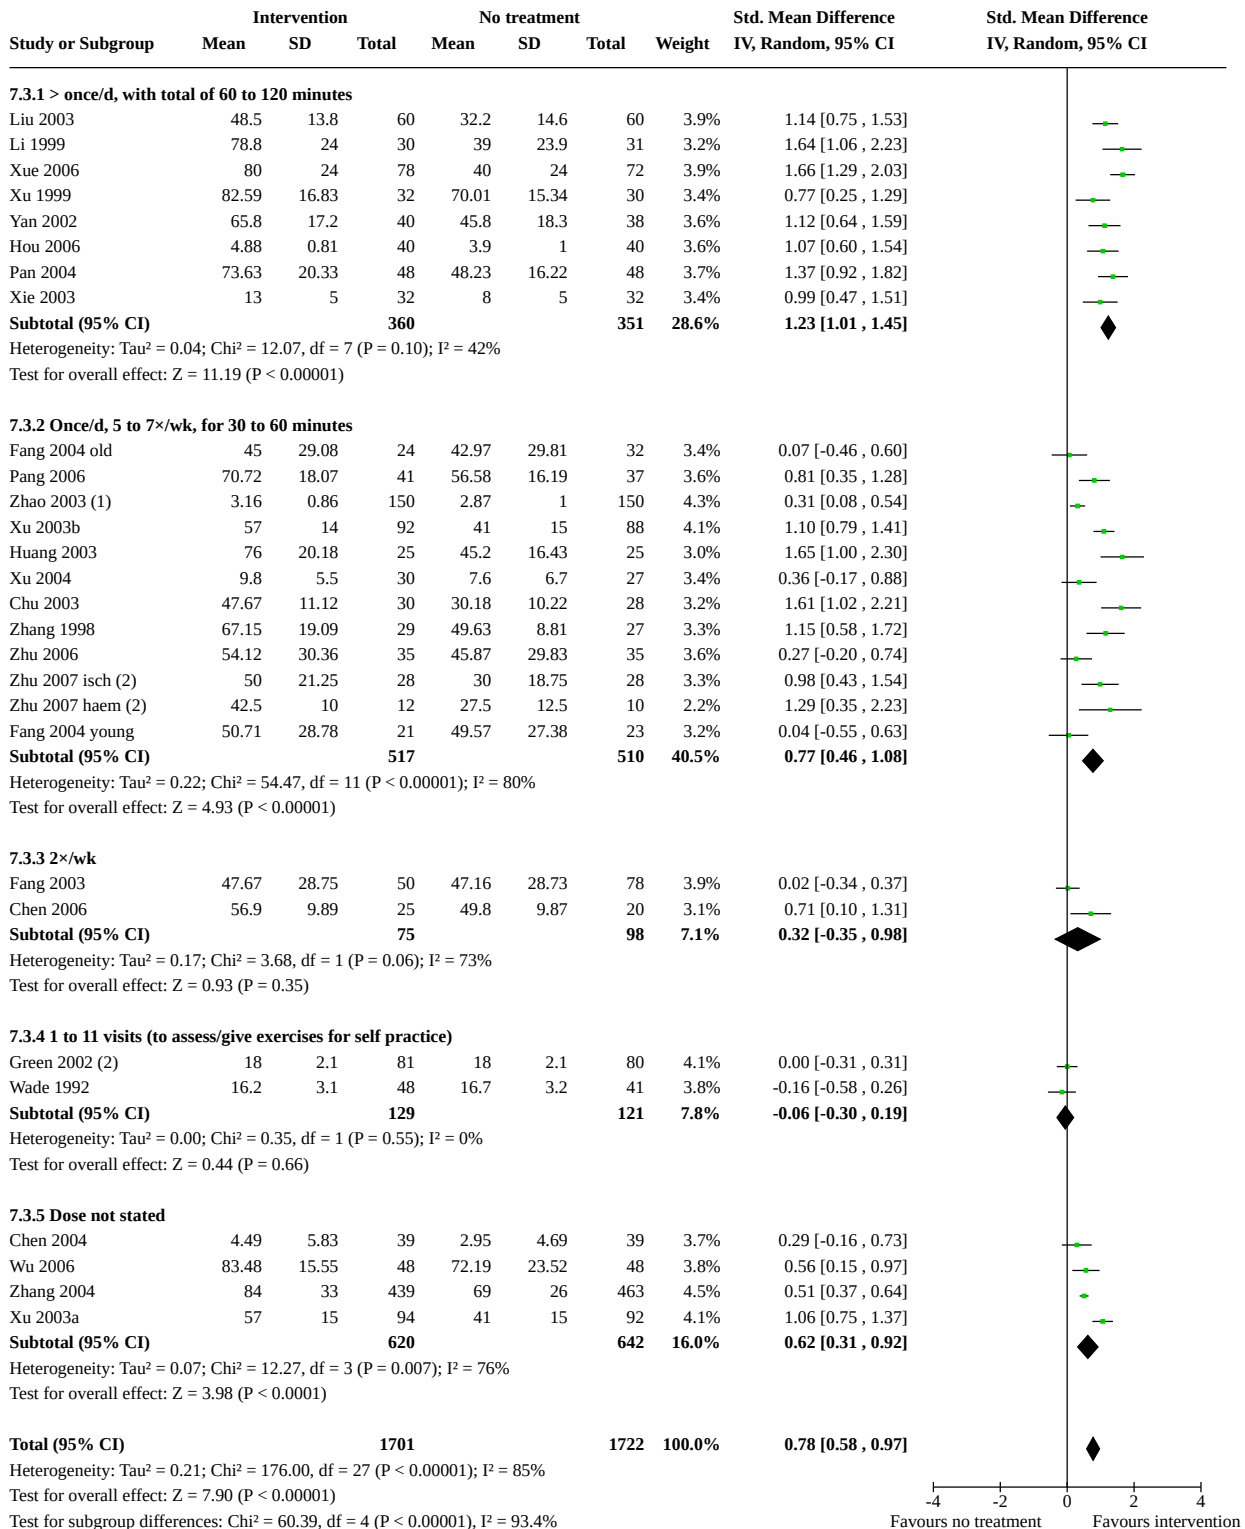 Intervention No treatment Std. Mean Difference Std. Mean Difference
Study or Subgroup Mean SD Total Mean SD Total Weight IV, Random, 95% CI IV, Random, 95% CI
7.3.1 > once/d, with total of 60 to 120 minutes
Liu 2003 48.5 13.8 60 32.2 14.6 60 3.9% 1.14 [0.75 , 1.53]
Li 1999 78.8 24 30 39 23.9 31 3.2% 1.64 [1.06 , 2.23]
Xue 2006 80 24 78 40 24 72 3.9% 1.66 [1.29 , 2.03]
Xu 1999 82.59 16.83 32 70.01 15.34 30 3.4% 0.77 [0.25 , 1.29]
Yan 2002 65.8 17.2 40 45.8 18.3 38 3.6% 1.12 [0.64 , 1.59]
Hou 2006 4.88 0.81 40 3.9 1 40 3.6% 1.07 [0.60 , 1.54]
Pan 2004 73.63 20.33 48 48.23 16.22 48 3.7% 1.37 [0.92 , 1.82]
Xie 2003 13 5 32 8 5 32 3.4% 0.99 [0.47 , 1.51]
Subtotal (95% CI) 360 351 28.6% 1.23 [1.01 , 1.45]
Heterogeneity: Tau² = 0.04; Chi² = 12.07, df = 7 (P = 0.10); I² = 42%
Test for overall effect: Z = 11.19 (P < 0.00001)
7.3.2 Once/d, 5 to 7×/wk, for 30 to 60 minutes
Fang 2004 old 45 29.08 24 42.97 29.81 32 3.4% 0.07 [-0.46 , 0.60]
Pang 2006 70.72 18.07 41 56.58 16.19 37 3.6% 0.81 [0.35 , 1.28]
Zhao 2003 (1) 3.16 0.86 150 2.87 1 150 4.3% 0.31 [0.08 , 0.54]
Xu 2003b 57 14 92 41 15 88 4.1% 1.10 [0.79 , 1.41]
Huang 2003 76 20.18 25 45.2 16.43 25 3.0% 1.65 [1.00 , 2.30]
Xu 2004 9.8 5.5 30 7.6 6.7 27 3.4% 0.36 [-0.17 , 0.88]
Chu 2003 47.67 11.12 30 30.18 10.22 28 3.2% 1.61 [1.02 , 2.21]
Zhang 1998 67.15 19.09 29 49.63 8.81 27 3.3% 1.15 [0.58 , 1.72]
Zhu 2006 54.12 30.36 35 45.87 29.83 35 3.6% 0.27 [-0.20 , 0.74]
Zhu 2007 isch (2) 50 21.25 28 30 18.75 28 3.3% 0.98 [0.43 , 1.54]
Zhu 2007 haem (2) 42.5 10 12 27.5 12.5 10 2.2% 1.29 [0.35 , 2.23]
Fang 2004 young 50.71 28.78 21 49.57 27.38 23 3.2% 0.04 [-0.55 , 0.63]
Subtotal (95% CI) 517 510 40.5% 0.77 [0.46 , 1.08]
Heterogeneity: Tau² = 0.22; Chi² = 54.47, df = 11 (P < 0.00001); I² = 80%
Test for overall effect: Z = 4.93 (P < 0.00001)
7.3.3 2×/wk
Fang 2003 47.67 28.75 50 47.16 28.73 78 3.9% 0.02 [-0.34 , 0.37]
Chen 2006 56.9 9.89 25 49.8 9.87 20 3.1% 0.71 [0.10 , 1.31]
Subtotal (95% CI) 75 98 7.1% 0.32 [-0.35 , 0.98]
Heterogeneity: Tau² = 0.17; Chi² = 3.68, df = 1 (P = 0.06); I² = 73%
Test for overall effect: Z = 0.93 (P = 0.35)
7.3.4 1 to 11 visits (to assess/give exercises for self practice)
Green 2002 (2) 18 2.1 81 18 2.1 80 4.1% 0.00 [-0.31 , 0.31]
Wade 1992 16.2 3.1 48 16.7 3.2 41 3.8% -0.16 [-0.58 , 0.26]
Subtotal (95% CI) 129 121 7.8% -0.06 [-0.30 , 0.19]
Heterogeneity: Tau² = 0.00; Chi² = 0.35, df = 1 (P = 0.55); I² = 0%
Test for overall effect: Z = 0.44 (P = 0.66)
7.3.5 Dose not stated
Chen 2004 4.49 5.83 39 2.95 4.69 39 3.7% 0.29 [-0.16 , 0.73]
Wu 2006 83.48 15.55 48 72.19 23.52 48 3.8% 0.56 [0.15 , 0.97]
Zhang 2004 84 33 439 69 26 463 4.5% 0.51 [0.37 , 0.64]
Xu 2003a 57 15 94 41 15 92 4.1% 1.06 [0.75 , 1.37]
Subtotal (95% CI) 620 642 16.0% 0.62 [0.31 , 0.92]
Heterogeneity: Tau² = 0.07; Chi² = 12.27, df = 3 (P = 0.007); I² = 76%
Test for overall effect: Z = 3.98 (P < 0.0001)
Total (95% CI) 1701 1722 100.0% 0.78 [0.58 , 0.97]
Heterogeneity: Tau² = 0.21; Chi² = 176.00, df = 27 (P < 0.00001); I² = 85%
Test for overall effect: Z = 7.90 (P < 0.00001)
-4 -2 0 2 4
Test for subgroup differences: Chi² = 60.39, df = 4 (P < 0.00001), I² = 93.4%
Favours no treatment Favours intervention